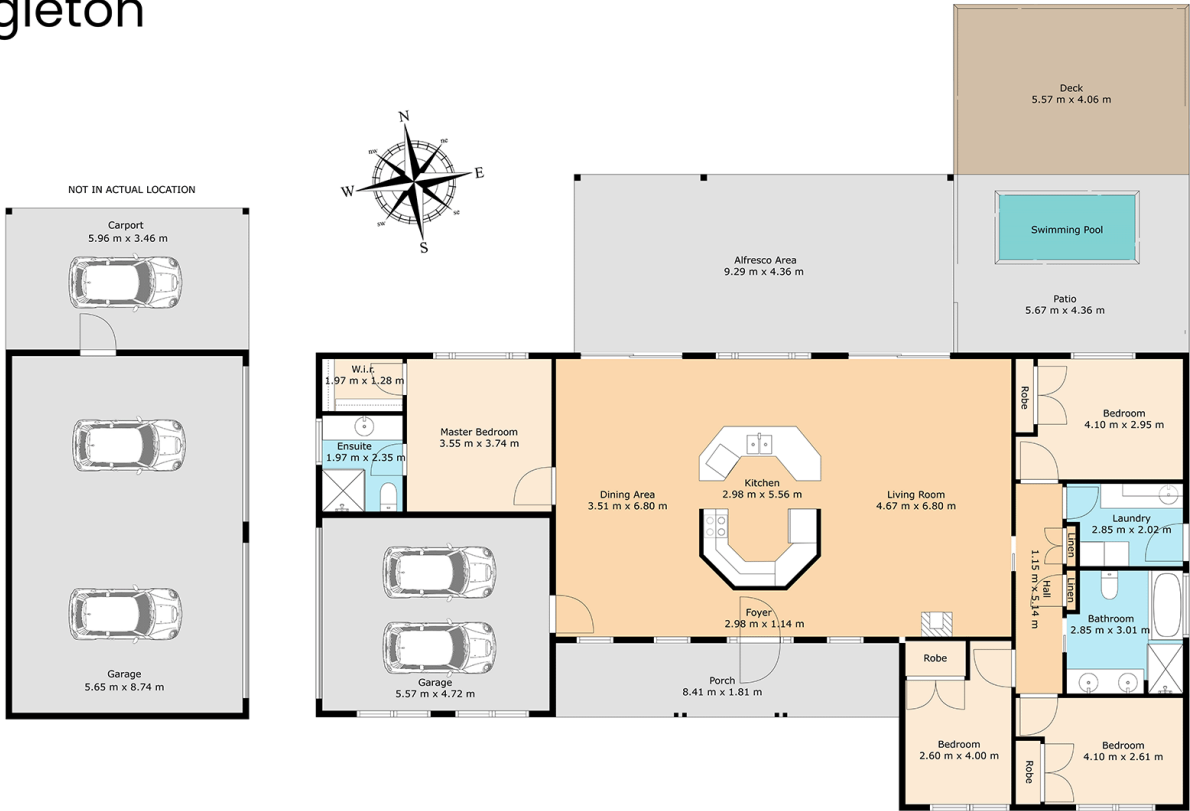 gleton
Deck
5.57 m x 4.06 m
N
NW
NE
W
E
SW
SE
S
NOT IN ACTUAL LOCATION
Carport
5.96 m x 3.46 m
Swimming Pool
Alfresco Area
9.29 m x 4.36 m
Patio
5.67 m x 4.36 m
W.i.r.
1.97 m x 1.28 m
Master Bedroom
3.55 m x 3.74 m
Ensuite
1.97 m x 2.35 m
Robe
Bedroom
4.10 m x 2.95 m
Kitchen
2.98 m x 5.56 m
Dining Area
3.51 m x 6.80 m
Living Room
4.67 m x 6.80 m
Laundry
2.85 m x 2.02 m
Linen
Linen
Hall
1.15 m x 5.14 m
Bathroom
2.85 m x 3.01 m
Foyer
2.98 m x 1.14 m
Garage
5.65 m x 8.74 m
Garage
5.57 m x 4.72 m
Porch
8.41 m x 1.81 m
Robe
Bedroom
2.60 m x 4.00 m
Robe
Bedroom
4.10 m x 2.61 m